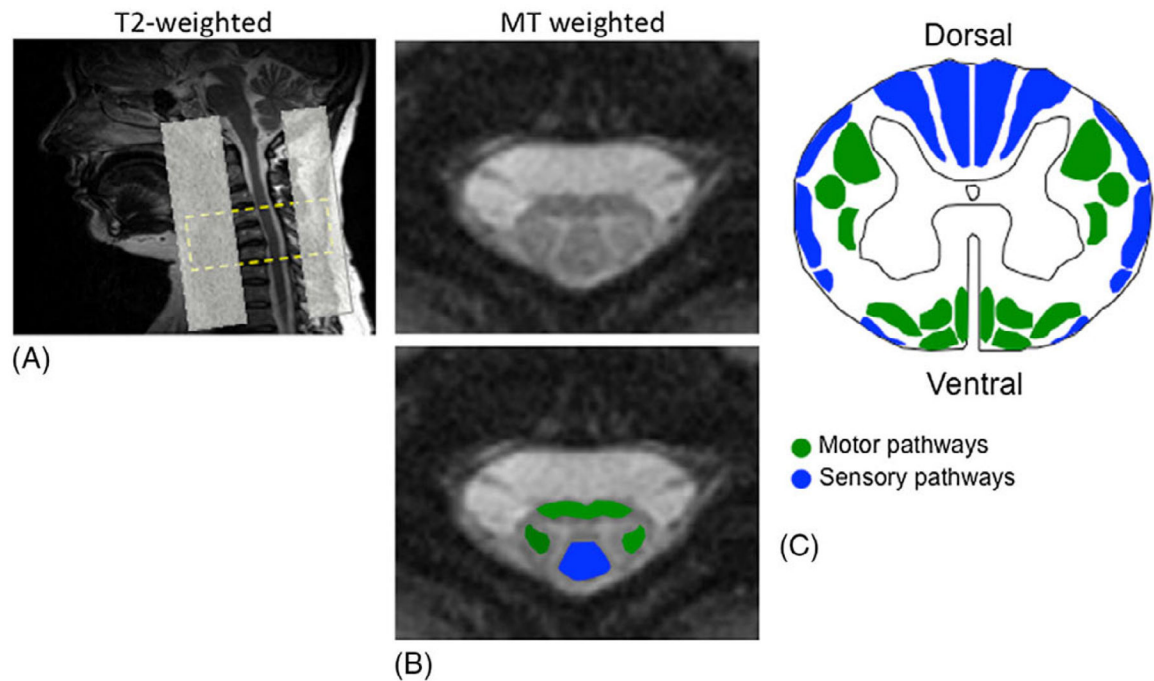 T2-weighted
MT weighted
Dorsal
(A)
Ventral
Motor pathways
Sensory pathways
(C)
(B)